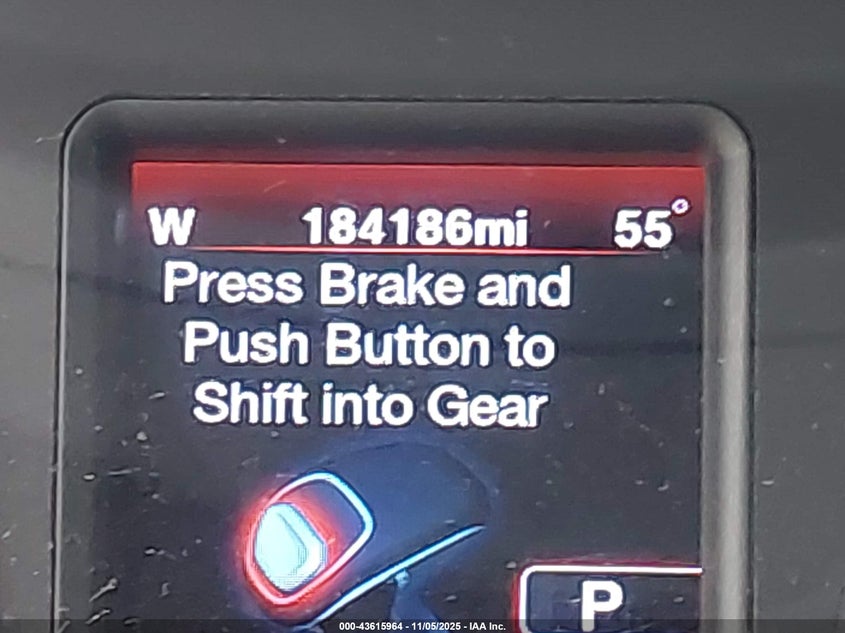 W 184186mi 55°
Press Brake and
Push Button to
Shift into Gear
P
000-43615964 - 11/05/2025 - IAA Inc.